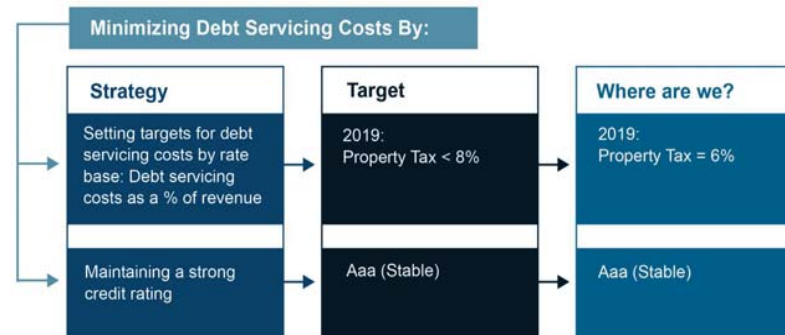 Minimizing Debt Servicing Costs By:
Strategy
Target
Where are we?
Setting targets for debt
servicing costs by rate
base: Debt servicing
costs as a % of revenue
2019:
Property Tax < 8%
2019:
Property Tax = 6%
Maintaining a strong
credit rating
Aaa (Stable)
Aaa (Stable)